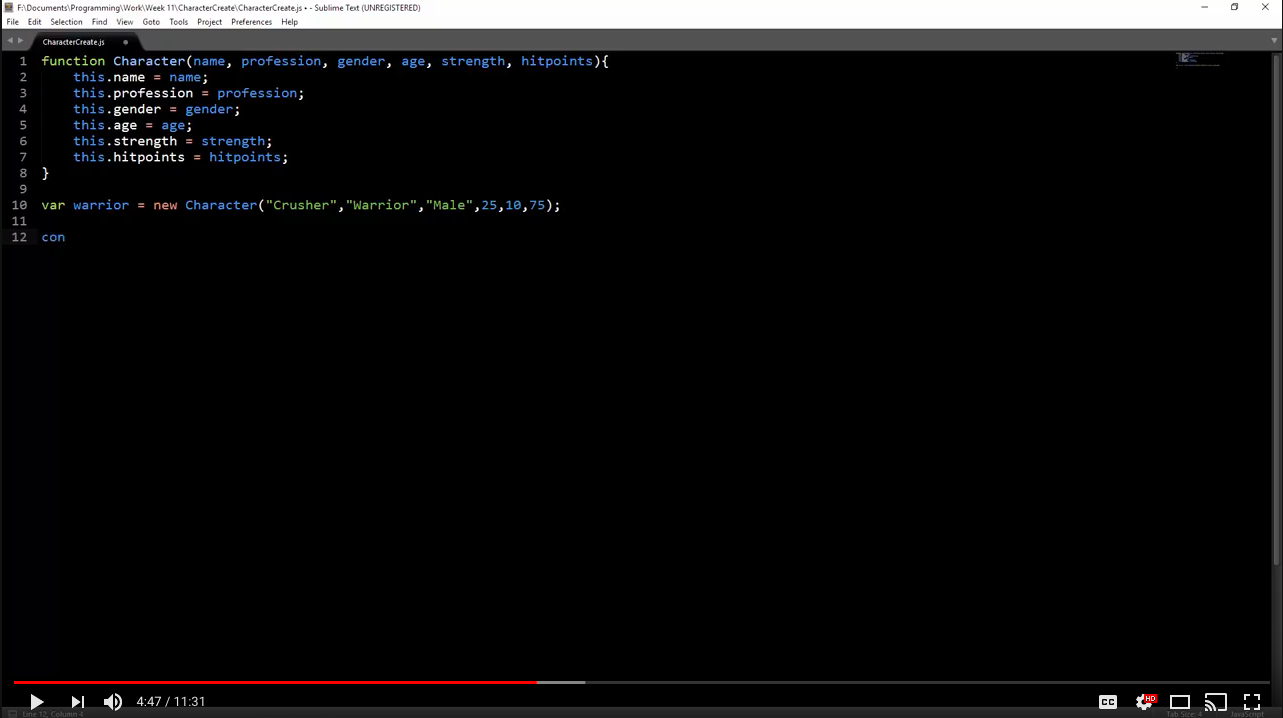 F:\Documents\Programming\Work\Week 11\CharacterCreate\CharacterCreate.js • - Sublime Text (UNREGISTERED)
File Edit Selection Find View Goto Tools Project Preferences Help
CharacterCreate.js
1 function Character(name, profession, gender, age, strength, hitpoints){
2 this.name = name;
3 this.profession = profession;
4 this.gender = gender;
5 this.age = age;
6 this.strength = strength;
7 this.hitpoints = hitpoints;
8 }
9
10 var warrior = new Character("Crusher","Warrior","Male",25,10,75);
11
12 con
4:47 / 11:31
CC
HD
Line 12, Column 4
Tab Size: 4
JavaScript